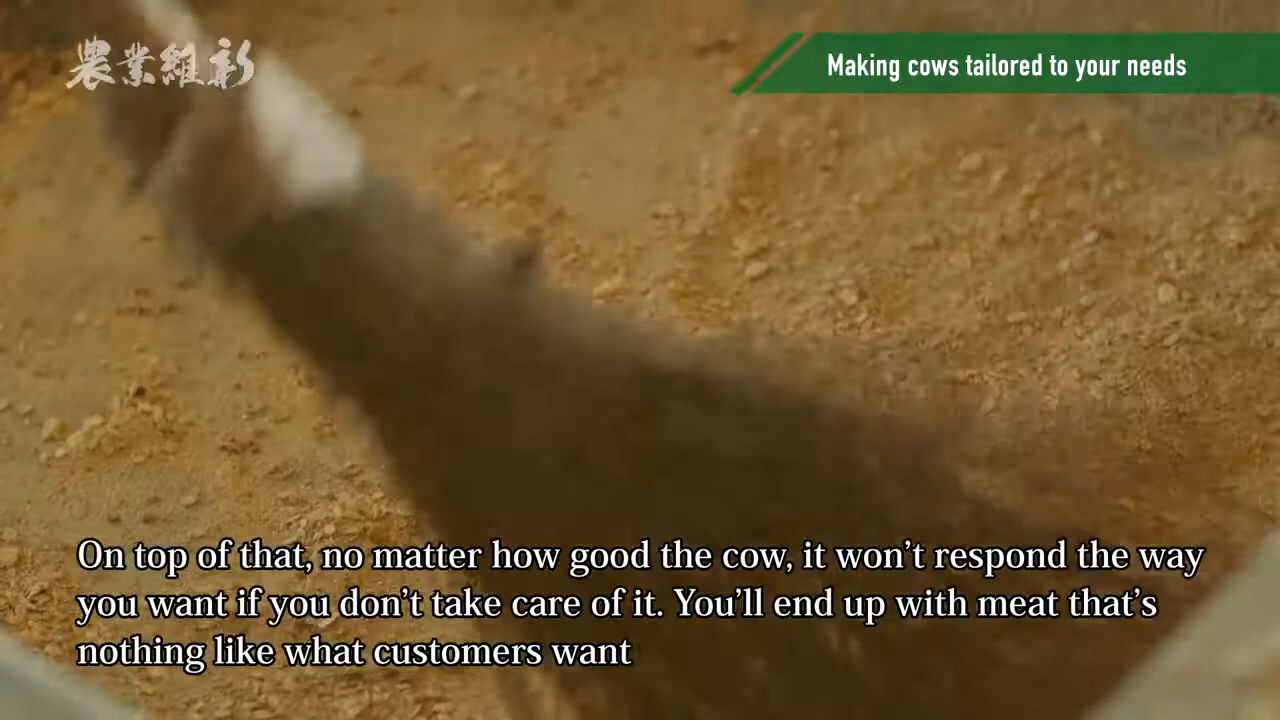 農業維新
Making cows tailored to your needs
On top of that, no matter how good the cow, it won't respond the way
you want if you don't take care of it. You'll end up with meat that's
nothing like what customers want